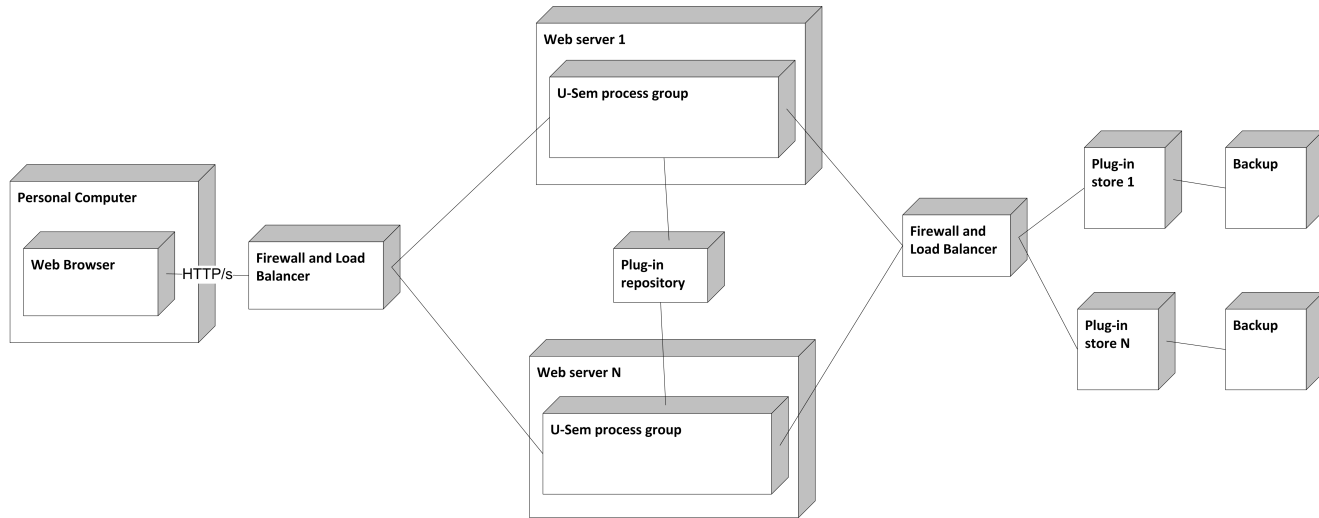 Personal Computer
Web Browser
HTTP/s
Firewall and Load
Balancer
Web server 1
U-Sem process group
Plug-in
repository
Web server N
U-Sem process group
Firewall and
Load Balancer
Plug-in
store 1
Backup
Plug-in
store N
Backup